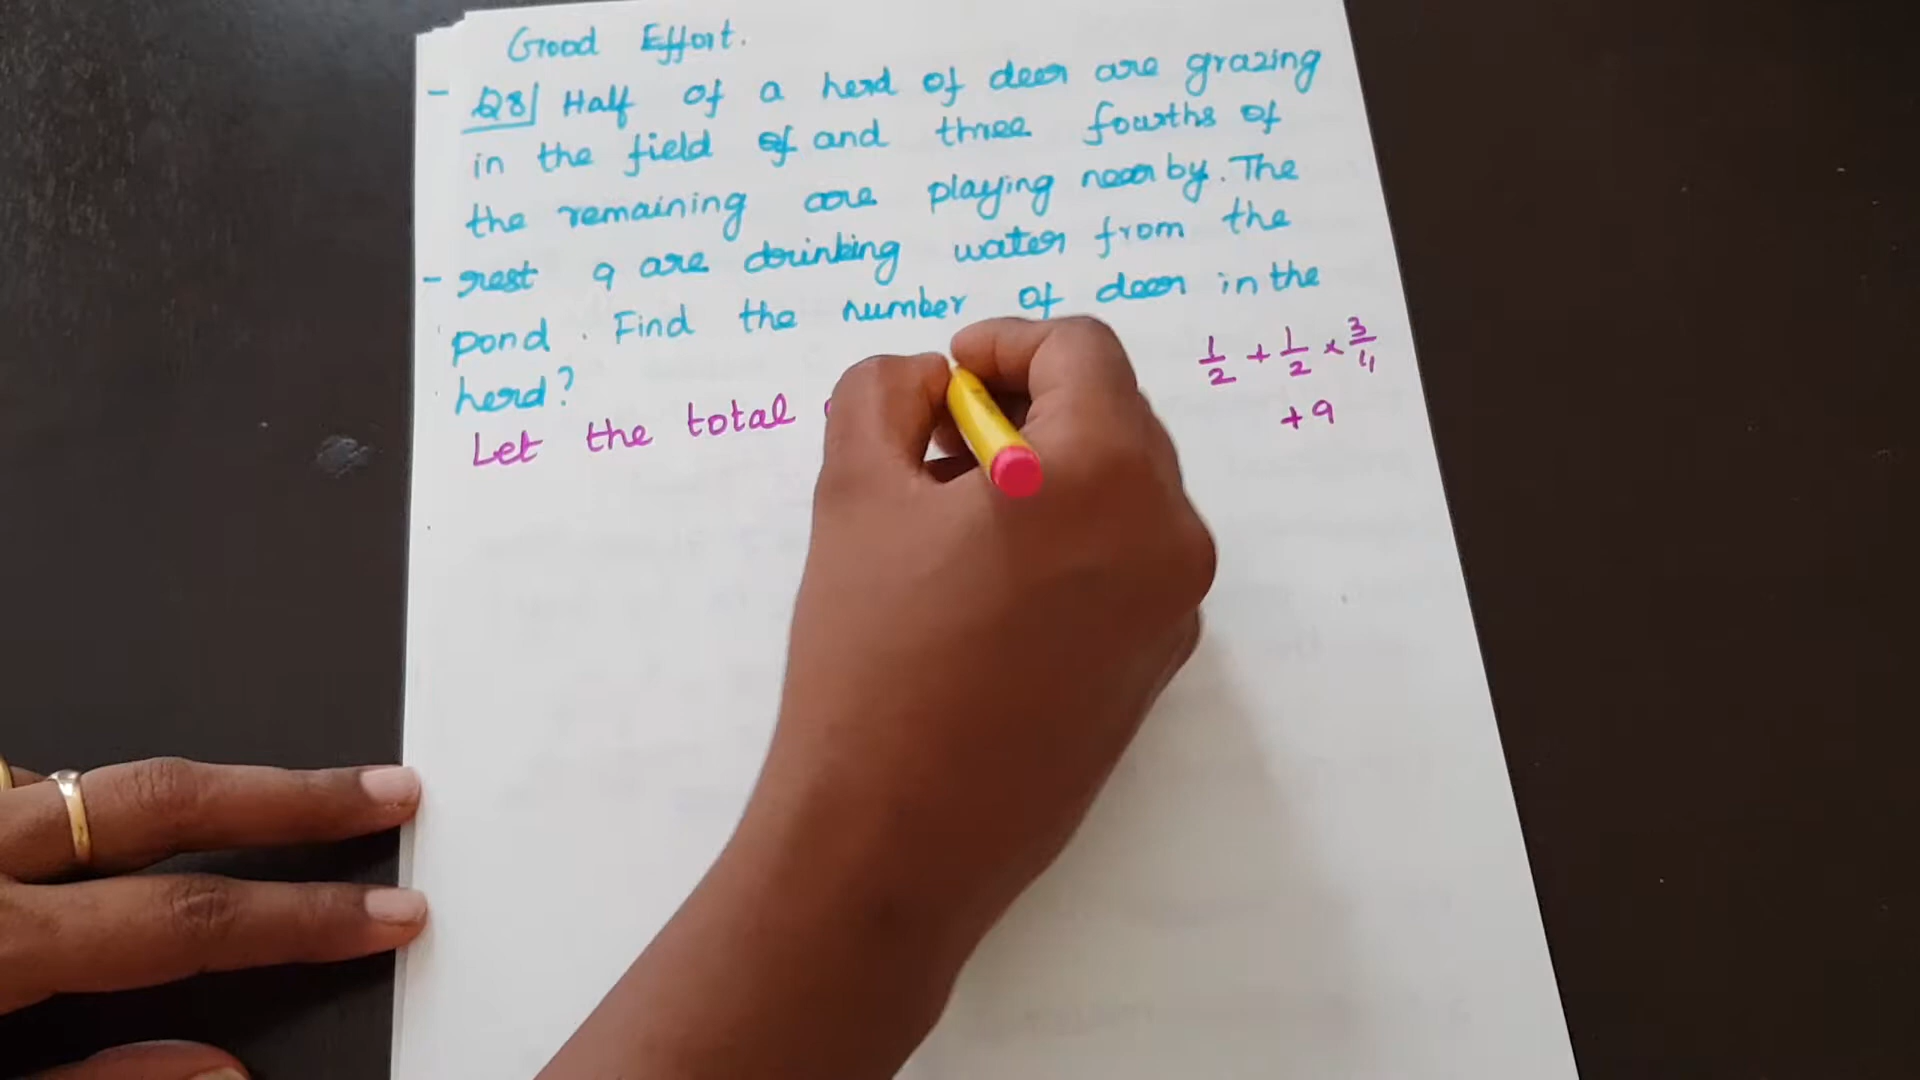 Good Effort.
- Q8| Half of a herd of deer are grazing
in the field of and three fourths of
the remaining are playing nearby. The
- rest 9 are drinking water from the
pond. Find the number of deer in the
herd?
1/2 + 1/2 × 3/4
+ 9
Let the total